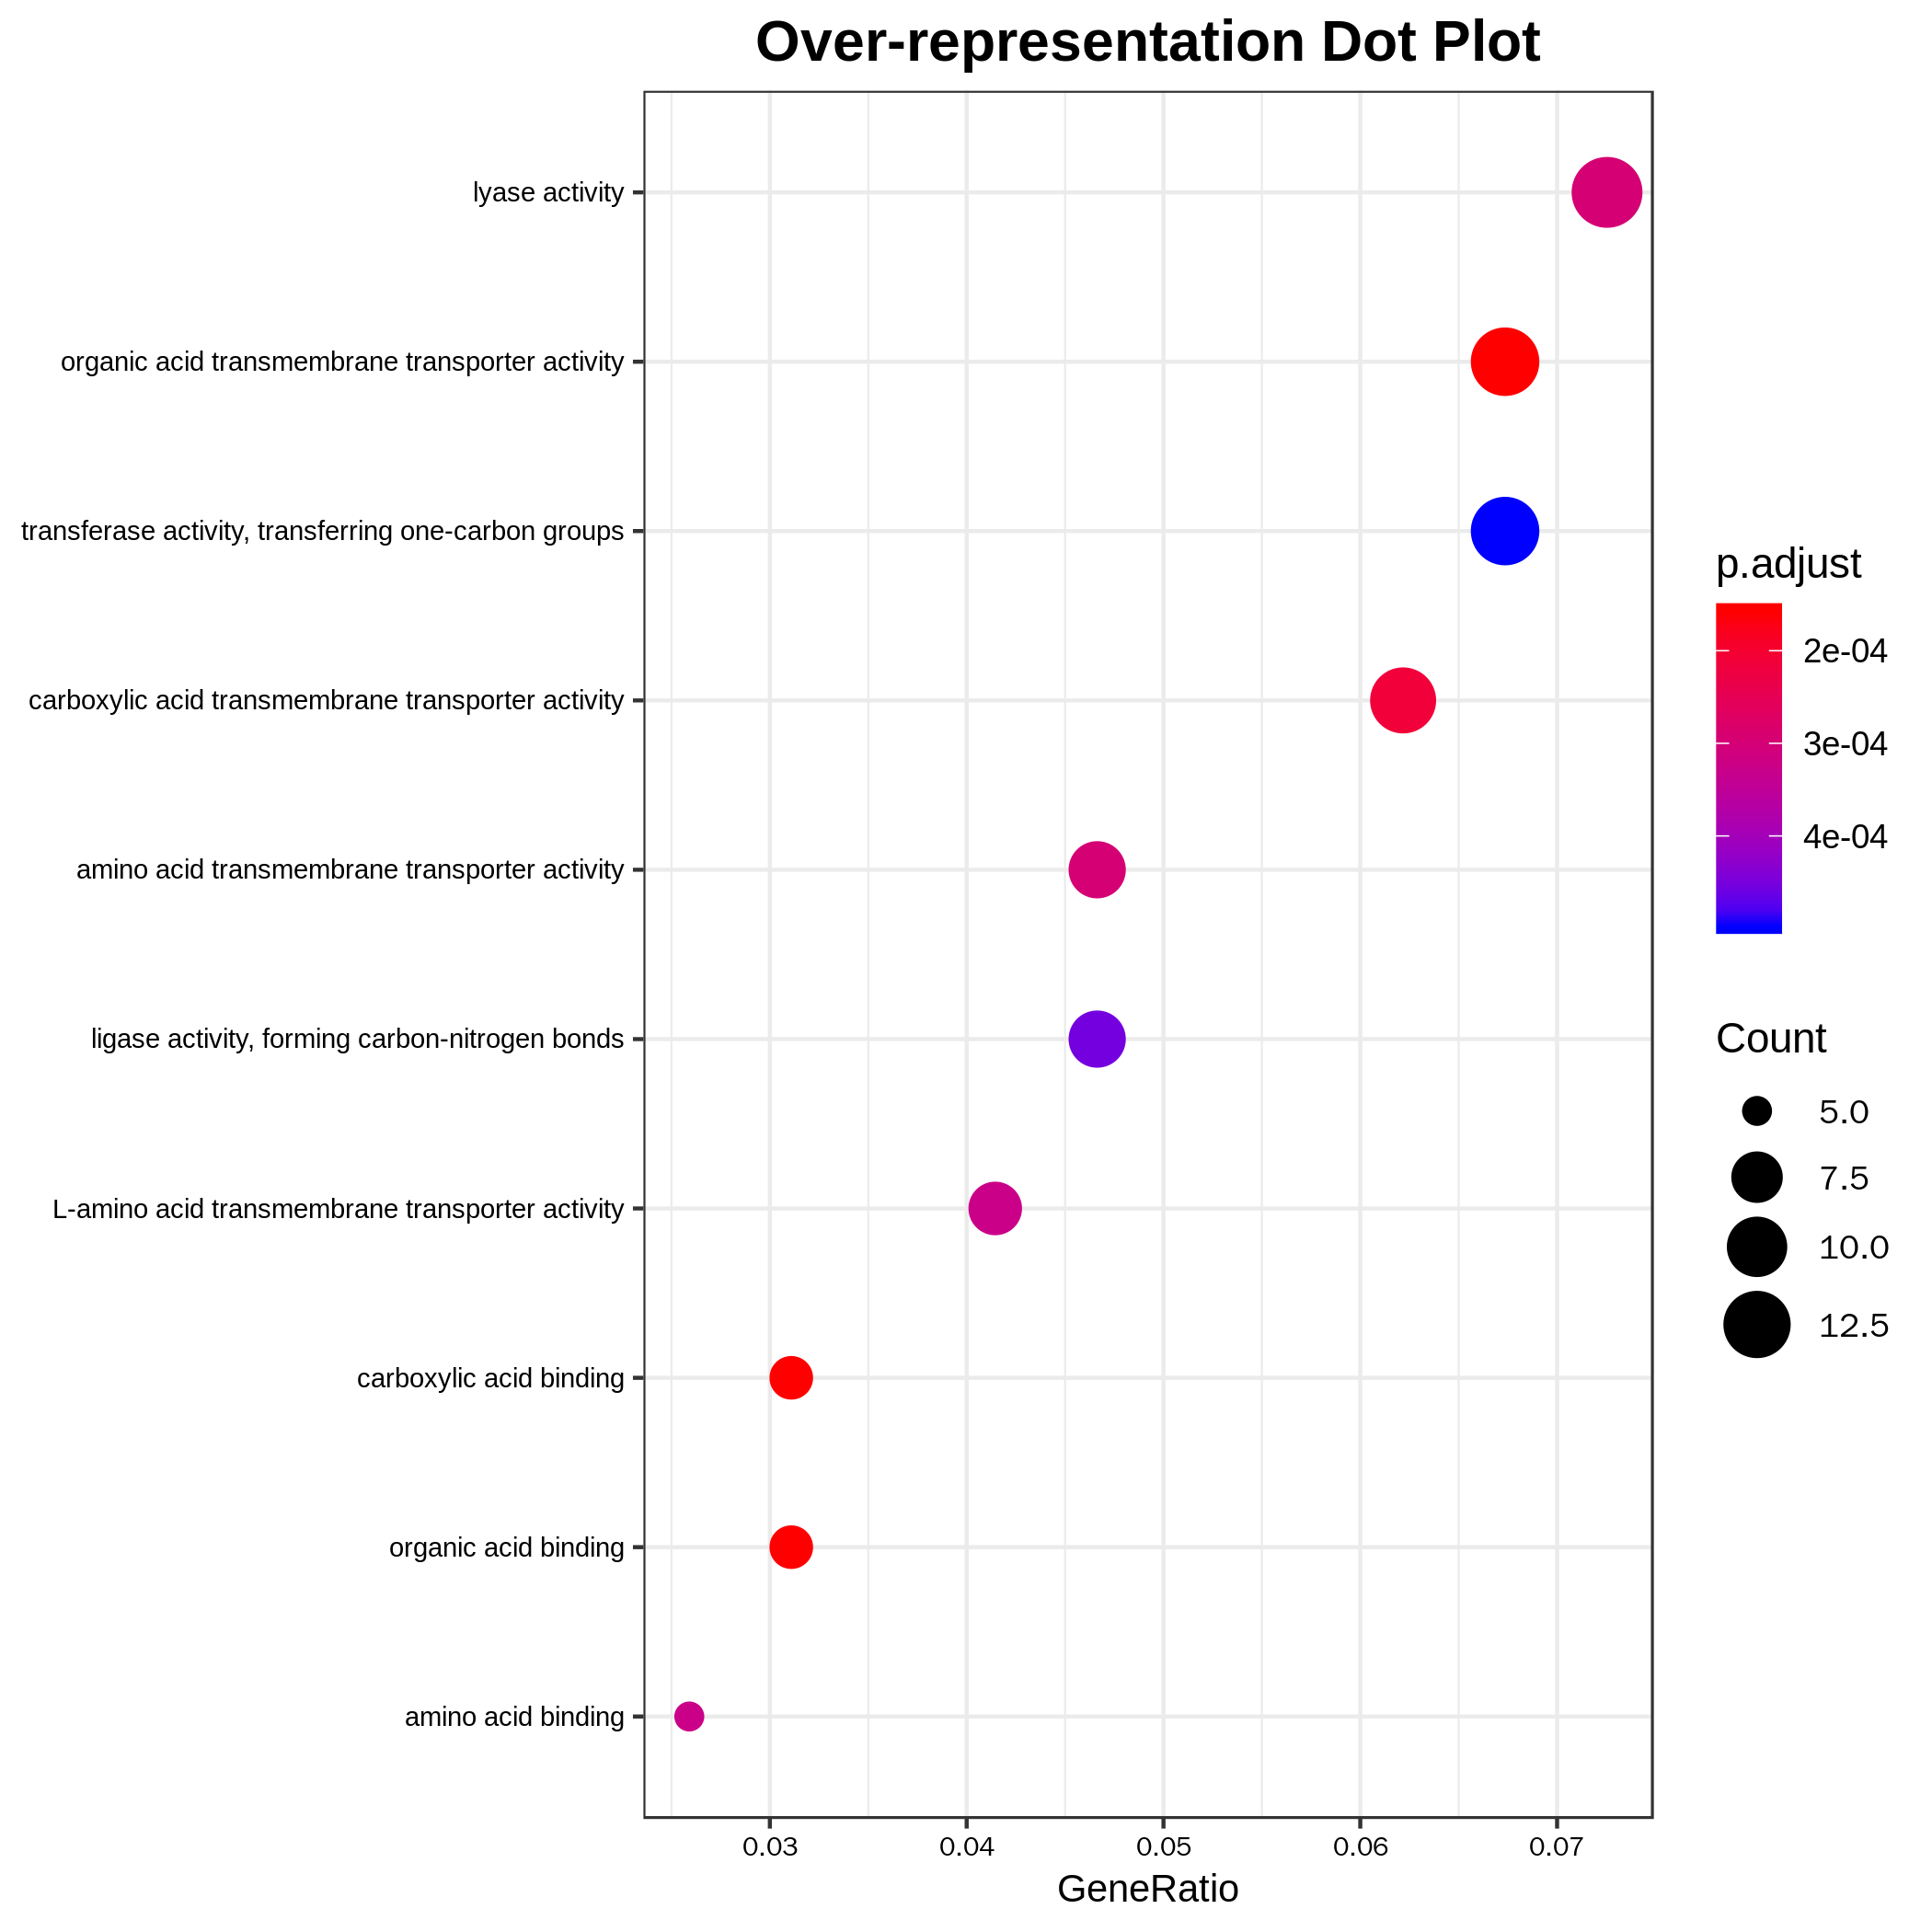 Over-representation Dot Plot
lyase activity
organic acid transmembrane transporter activity
transferase activity, transferring one-carbon groups
carboxylic acid transmembrane transporter activity
amino acid transmembrane transporter activity
ligase activity, forming carbon-nitrogen bonds
L-amino acid transmembrane transporter activity
carboxylic acid binding
organic acid binding
amino acid binding
0.03 0.04 0.05 0.06 0.07
GeneRatio
p.adjust
2e-04
3e-04
4e-04
Count
5.0
7.5
10.0
12.5